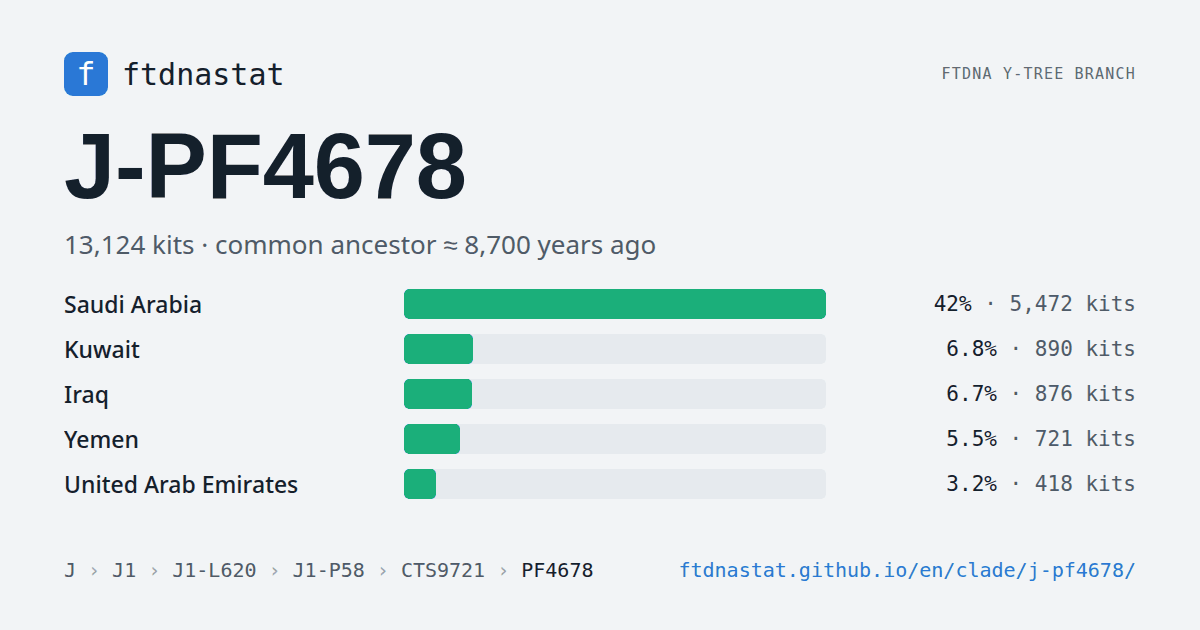 f ftdnastat
FTDNA Y-TREE BRANCH
J-PF4678
13,124 kits · common ancestor ≈ 8,700 years ago
Saudi Arabia 42% · 5,472 kits
Kuwait 6.8% · 890 kits
Iraq 6.7% · 876 kits
Yemen 5.5% · 721 kits
United Arab Emirates 3.2% · 418 kits
J › J1 › J1-L620 › J1-P58 › CTS9721 › PF4678
ftdnastat.github.io/en/clade/j-pf4678/